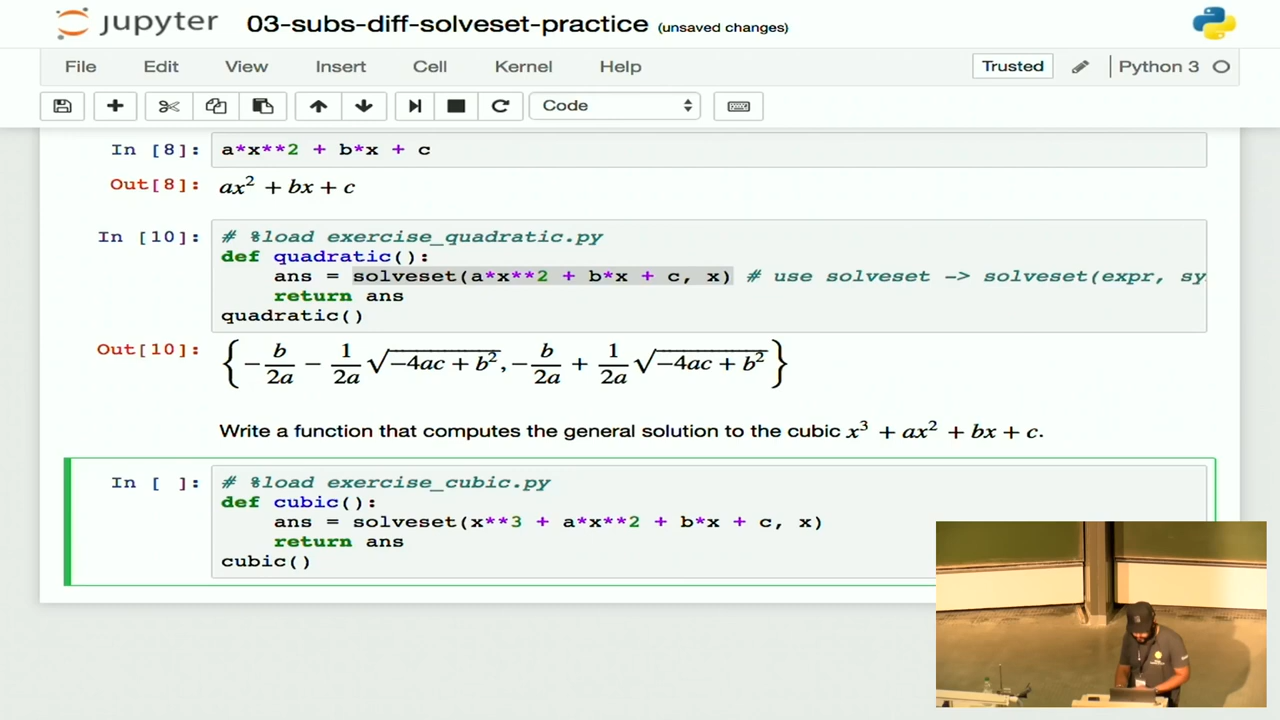 jupyter 03-subs-diff-solveset-practice (unsaved changes)
File Edit View Insert Cell Kernel Help Trusted Python 3
Code
In [8]: a*x**2 + b*x + c
Out[8]: ax² + bx + c
In [10]: # %load exercise_quadratic.py
def quadratic():
ans = solveset(a*x**2 + b*x + c, x) # use solveset -> solveset(expr, sy
return ans
quadratic()
Out[10]: {-b/2a - 1/2a √(-4ac + b²), -b/2a + 1/2a √(-4ac + b²)}
Write a function that computes the general solution to the cubic x³ + ax² + bx + c.
In [ ]: # %load exercise_cubic.py
def cubic():
ans = solveset(x**3 + a*x**2 + b*x + c, x)
return ans
cubic()